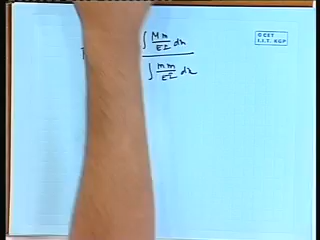 ∫ Mm/EI dx
∫ mm/EI dx
© CET
I.I.T. KGP